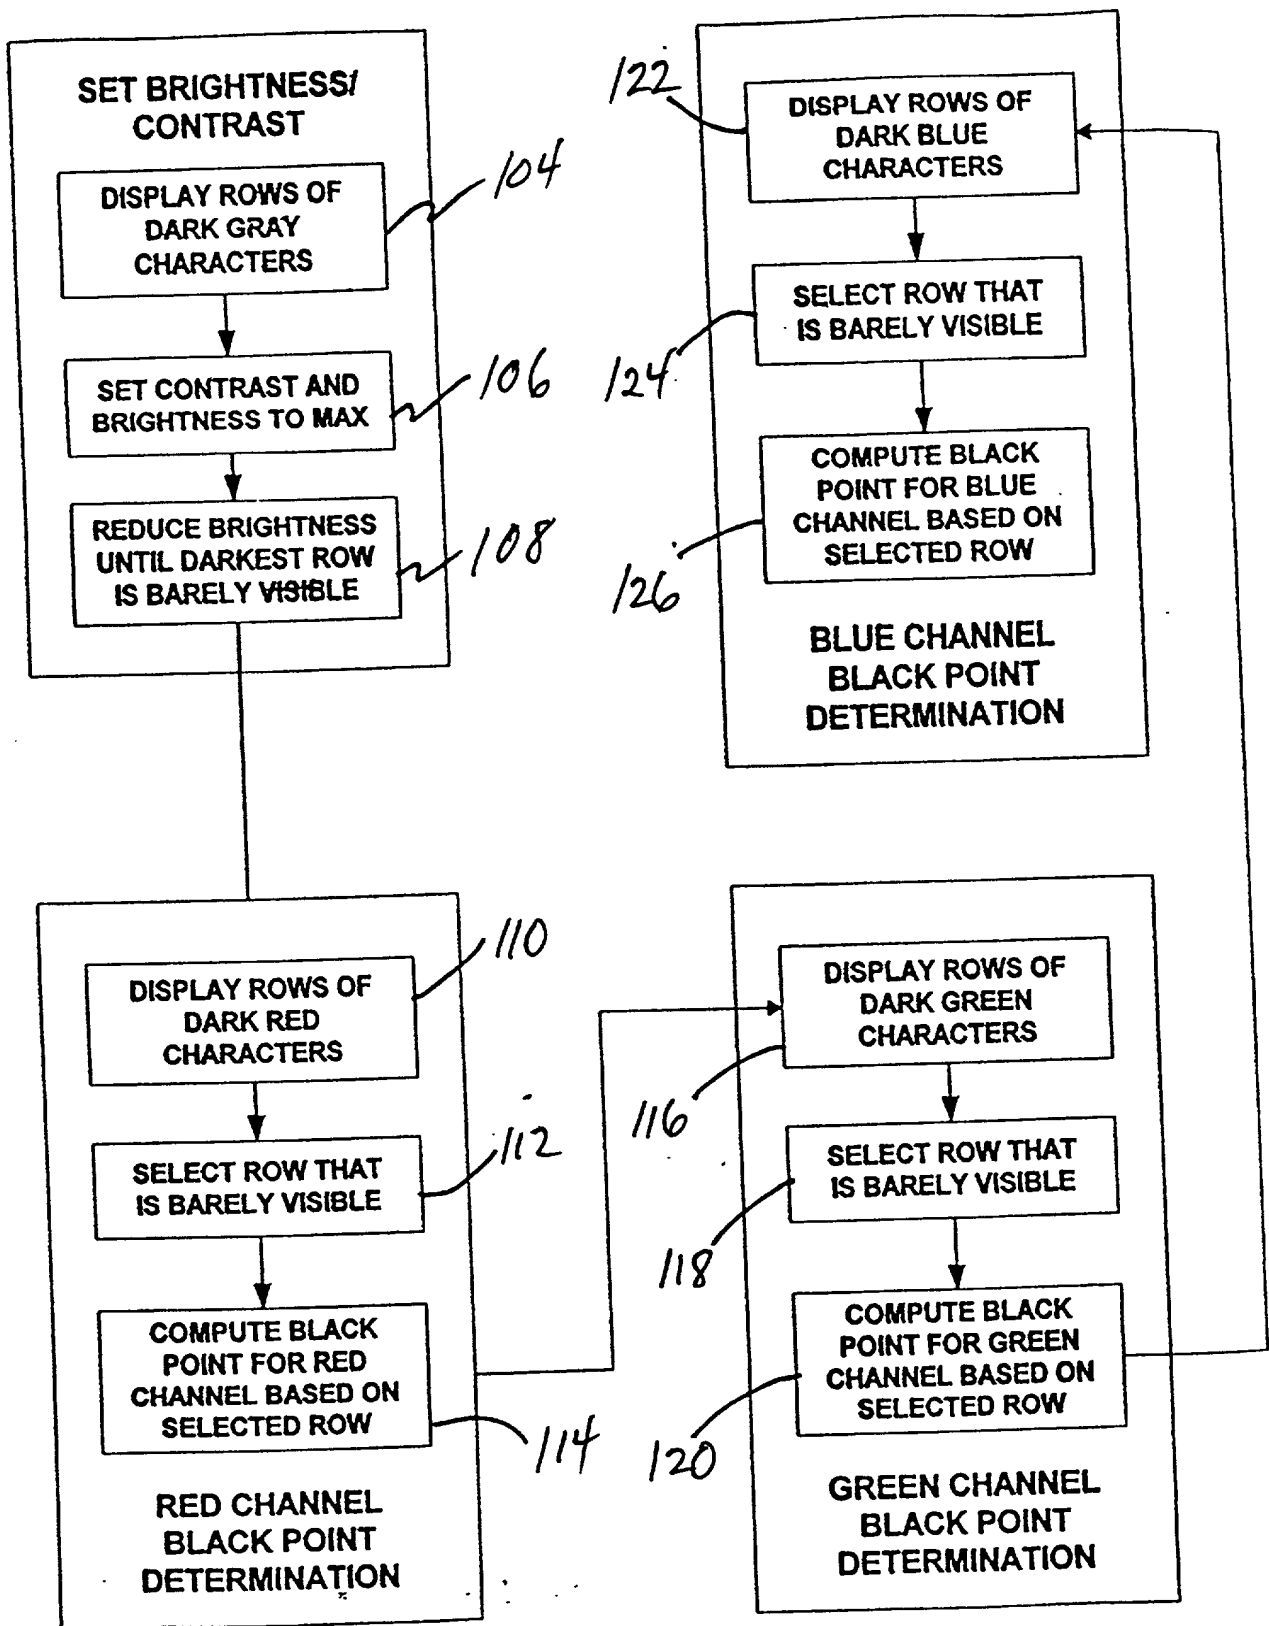 SET BRIGHTNESS/
CONTRAST
DISPLAY ROWS OF
DARK GRAY
CHARACTERS
104
SET CONTRAST AND
BRIGHTNESS TO MAX
106
REDUCE BRIGHTNESS
UNTIL DARKEST ROW
IS BARELY VISIBLE
108
DISPLAY ROWS OF
DARK RED
CHARACTERS
110
SELECT ROW THAT
IS BARELY VISIBLE
112
COMPUTE BLACK
POINT FOR RED
CHANNEL BASED ON
SELECTED ROW
114
RED CHANNEL
BLACK POINT
DETERMINATION
DISPLAY ROWS OF
DARK GREEN
CHARACTERS
116
SELECT ROW THAT
IS BARELY VISIBLE
118
COMPUTE BLACK
POINT FOR GREEN
CHANNEL BASED ON
SELECTED ROW
120
GREEN CHANNEL
BLACK POINT
DETERMINATION
122
DISPLAY ROWS OF
DARK BLUE
CHARACTERS
SELECT ROW THAT
IS BARELY VISIBLE
124
COMPUTE BLACK
POINT FOR BLUE
CHANNEL BASED ON
SELECTED ROW
126
BLUE CHANNEL
BLACK POINT
DETERMINATION